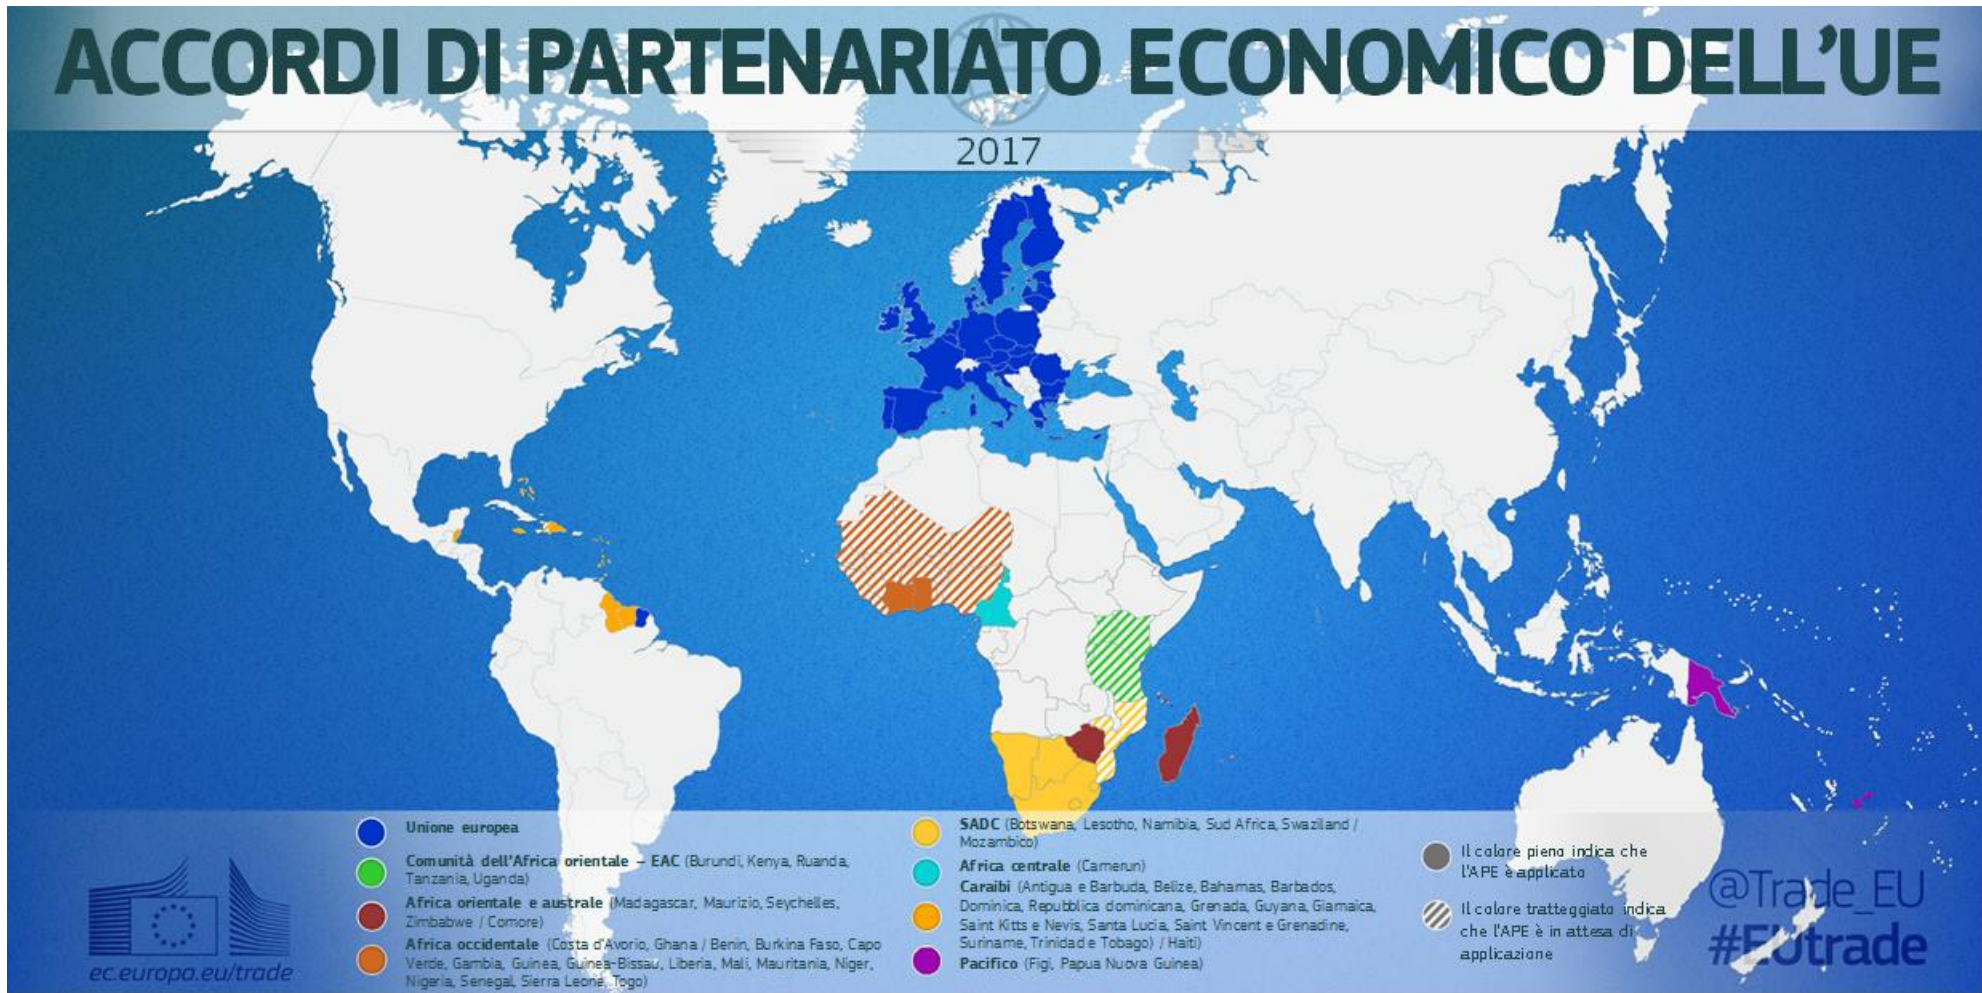 ACCORDI DI PARTENARIATO ECONOMICO DELL'UE
2017
Unione europea
Comunità dell'Africa orientale – EAC (Burundi, Kenya, Ruanda,
Tanzania, Uganda)
Africa orientale e australe (Madagascar, Maurizio, Seychelles,
Zimbabwe / Comore)
Africa occidentale (Costa d'Avorio, Ghana / Benin, Burkina Faso, Capo
Verde, Gambia, Guinea, Guinea-Bissau, Liberia, Mali, Mauritania, Niger,
Nigeria, Senegal, Sierra Leone, Togo)
SADC (Botswana, Lesotho, Namibia, Sud Africa, Swaziland /
Mozambico)
Africa centrale (Camerun)
Caraibi (Antigua e Barbuda, Belize, Bahamas, Barbados,
Dominica, Repubblica dominicana, Grenada, Guyana, Giamaica,
Saint Kitts e Nevis, Santa Lucia, Saint Vincent e Grenadine,
Suriname, Trinidad e Tobago) / Haiti)
Pacifico (Figi, Papua Nuova Guinea)
Il colore pieno indica che
l'APE è applicato
Il colore tratteggiato indica
che l'APE è in attesa di
applicazione
@Trade_EU
#EUtrade
ec.europa.eu/trade